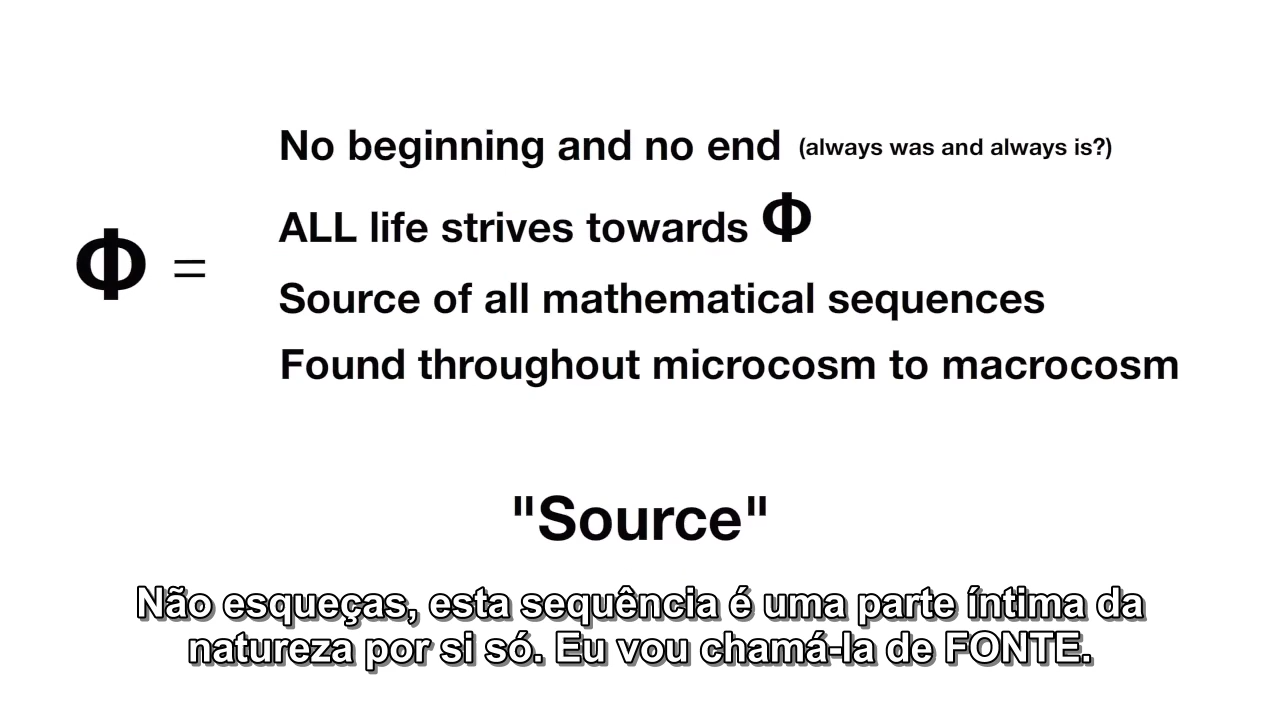 No beginning and no end (always was and always is?)
ALL life strives towards Φ
Φ =
Source of all mathematical sequences
Found throughout microcosm to macrocosm
"Source"
Não esqueças, esta sequência é uma parte íntima da
natureza por si só. Eu vou chamá-la de FONTE.